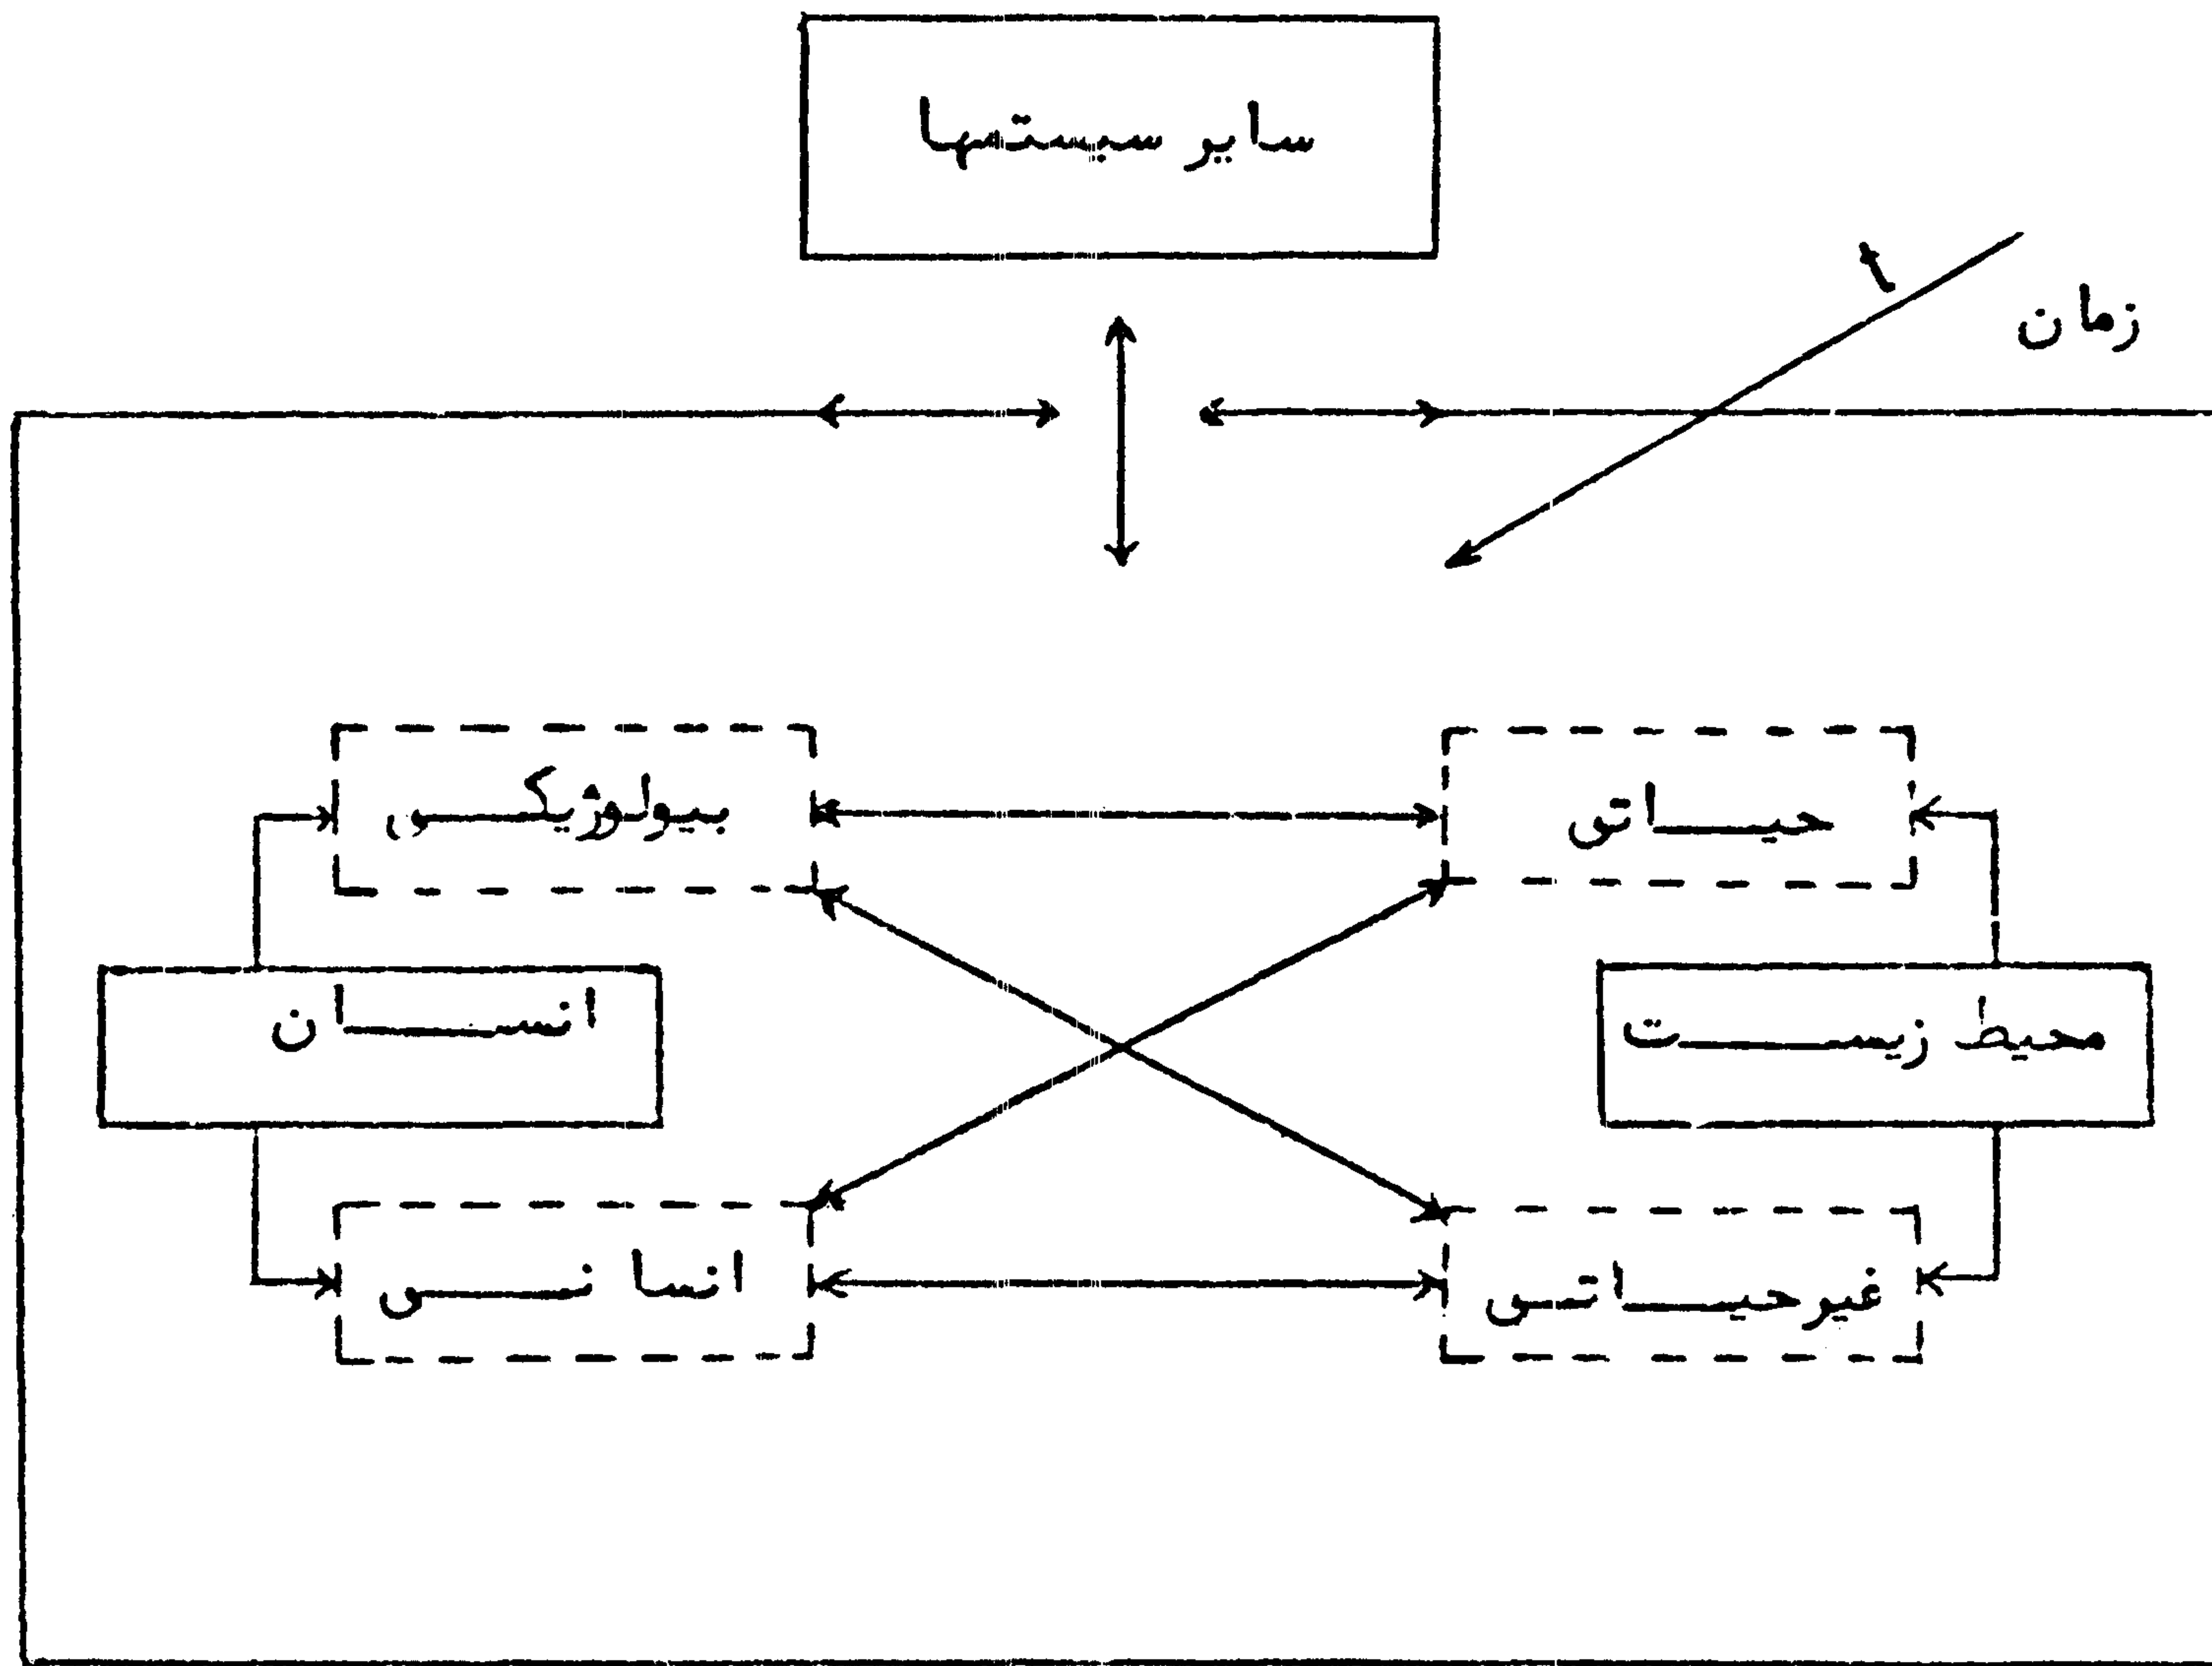 سایر سیستمها
t
زمان
حیاتی
بیولوژیکی
محیط زیست
انسان
غیرحیاتی
انسانی